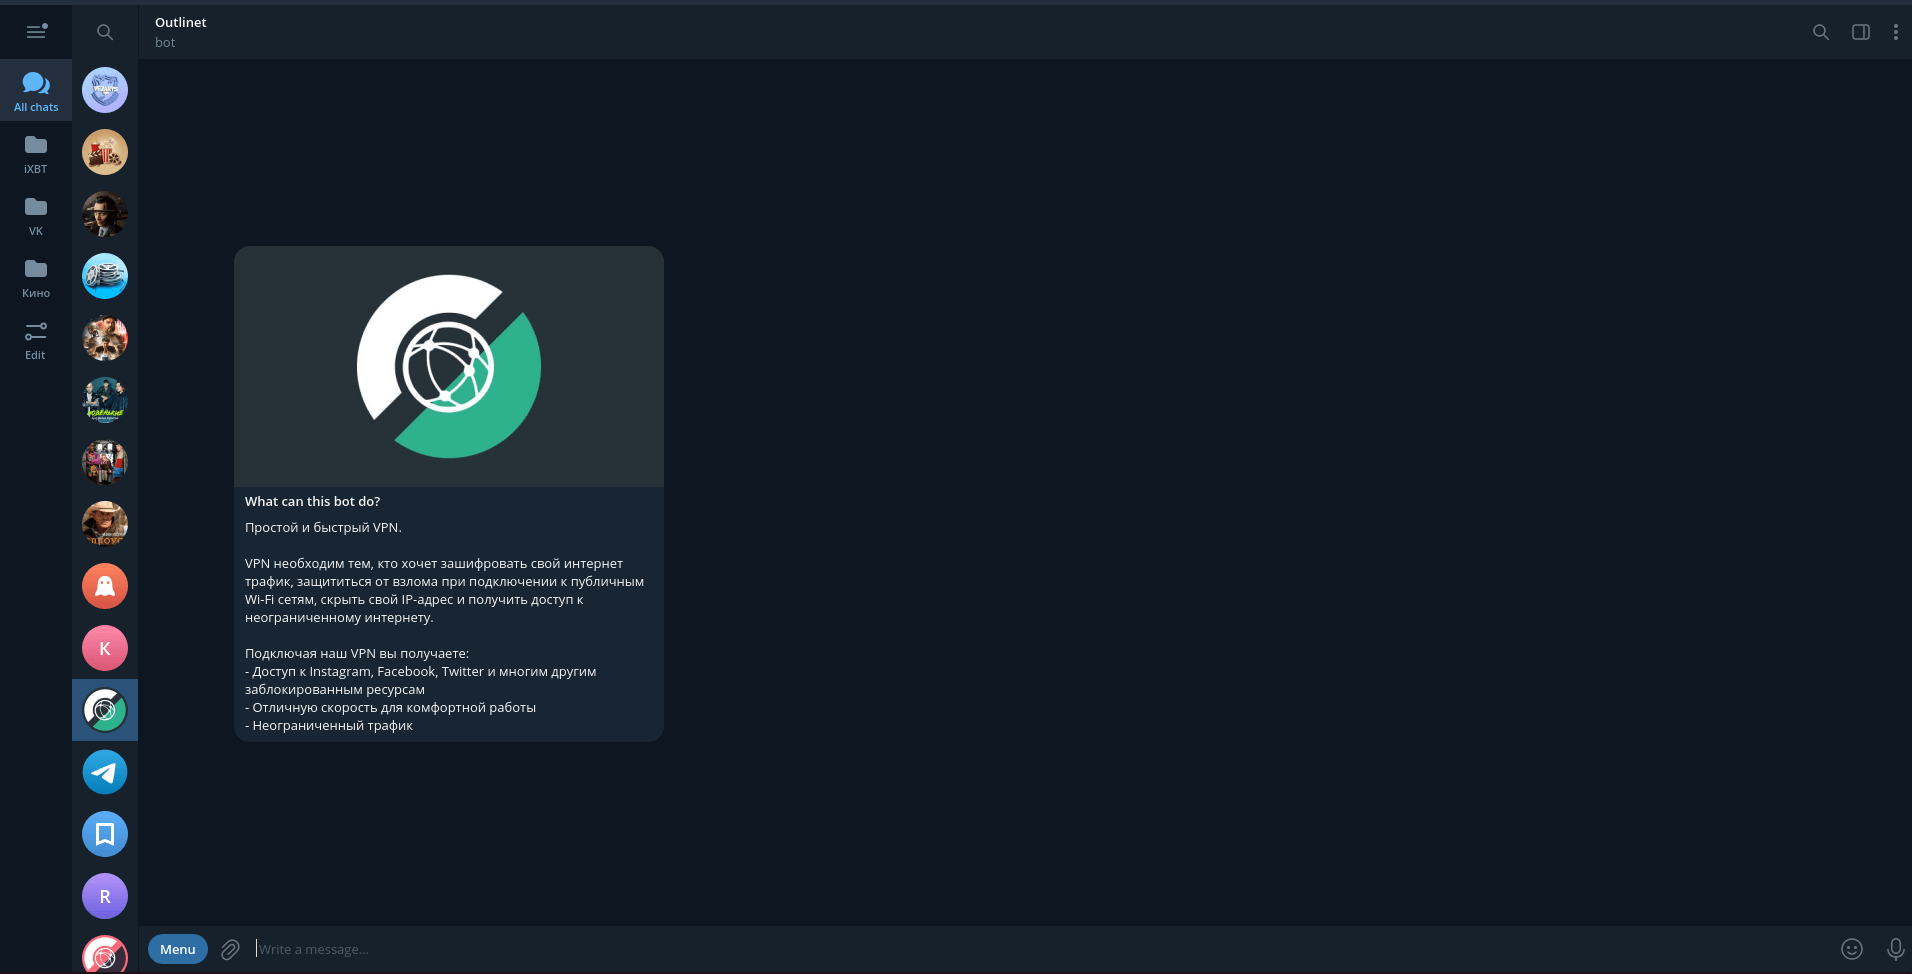 Outlinet
bot
All chats
iXBT
VK
Кино
Edit
K
R
What can this bot do?
Простой и быстрый VPN.
VPN необходим тем, кто хочет зашифровать свой интернет
трафик, защититься от взлома при подключении к публичным
Wi-Fi сетям, скрыть свой IP-адрес и получить доступ к
неограниченному интернету.
Подключая наш VPN вы получаете:
- Доступ к Instagram, Facebook, Twitter и многим другим
заблокированным ресурсам
- Отличную скорость для комфортной работы
- Неограниченный трафик
Menu
Write a message...